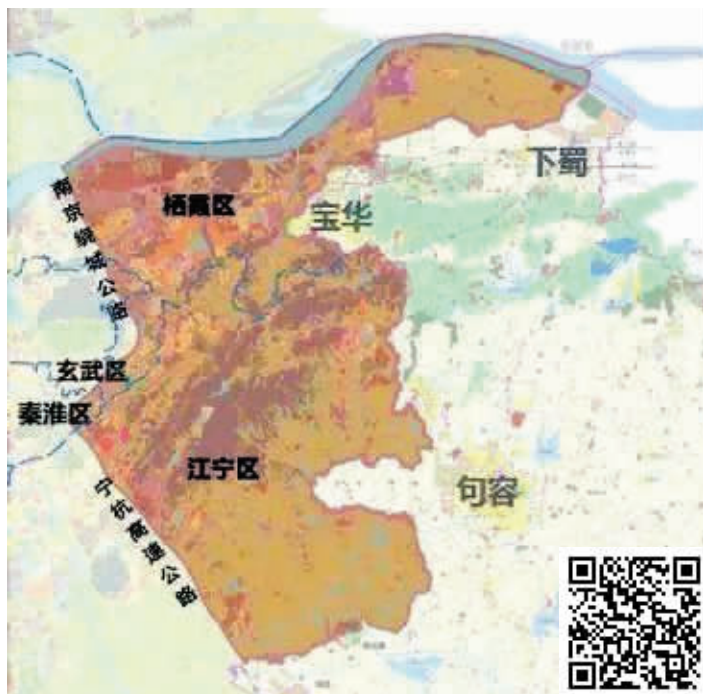 下蜀
栖霞区
宝华
南京绕城公路
玄武区
秦淮区
江宁区
句容
宁杭高速公路